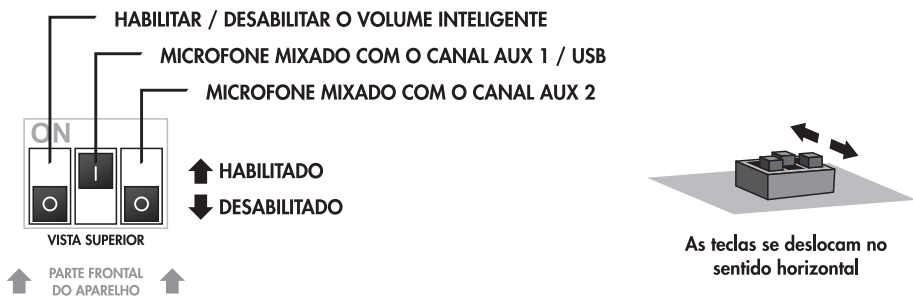 HABILITAR / DESABILITAR O VOLUME INTELIGENTE
MICROFONE MIXADO COM O CANAL AUX 1 / USB
MICROFONE MIXADO COM O CANAL AUX 2
ON
I
O
O
HABILITADO
DESABILITADO
VISTA SUPERIOR
PARTE FRONTAL
DO APARELHO
As teclas se deslocam no
sentido horizontal